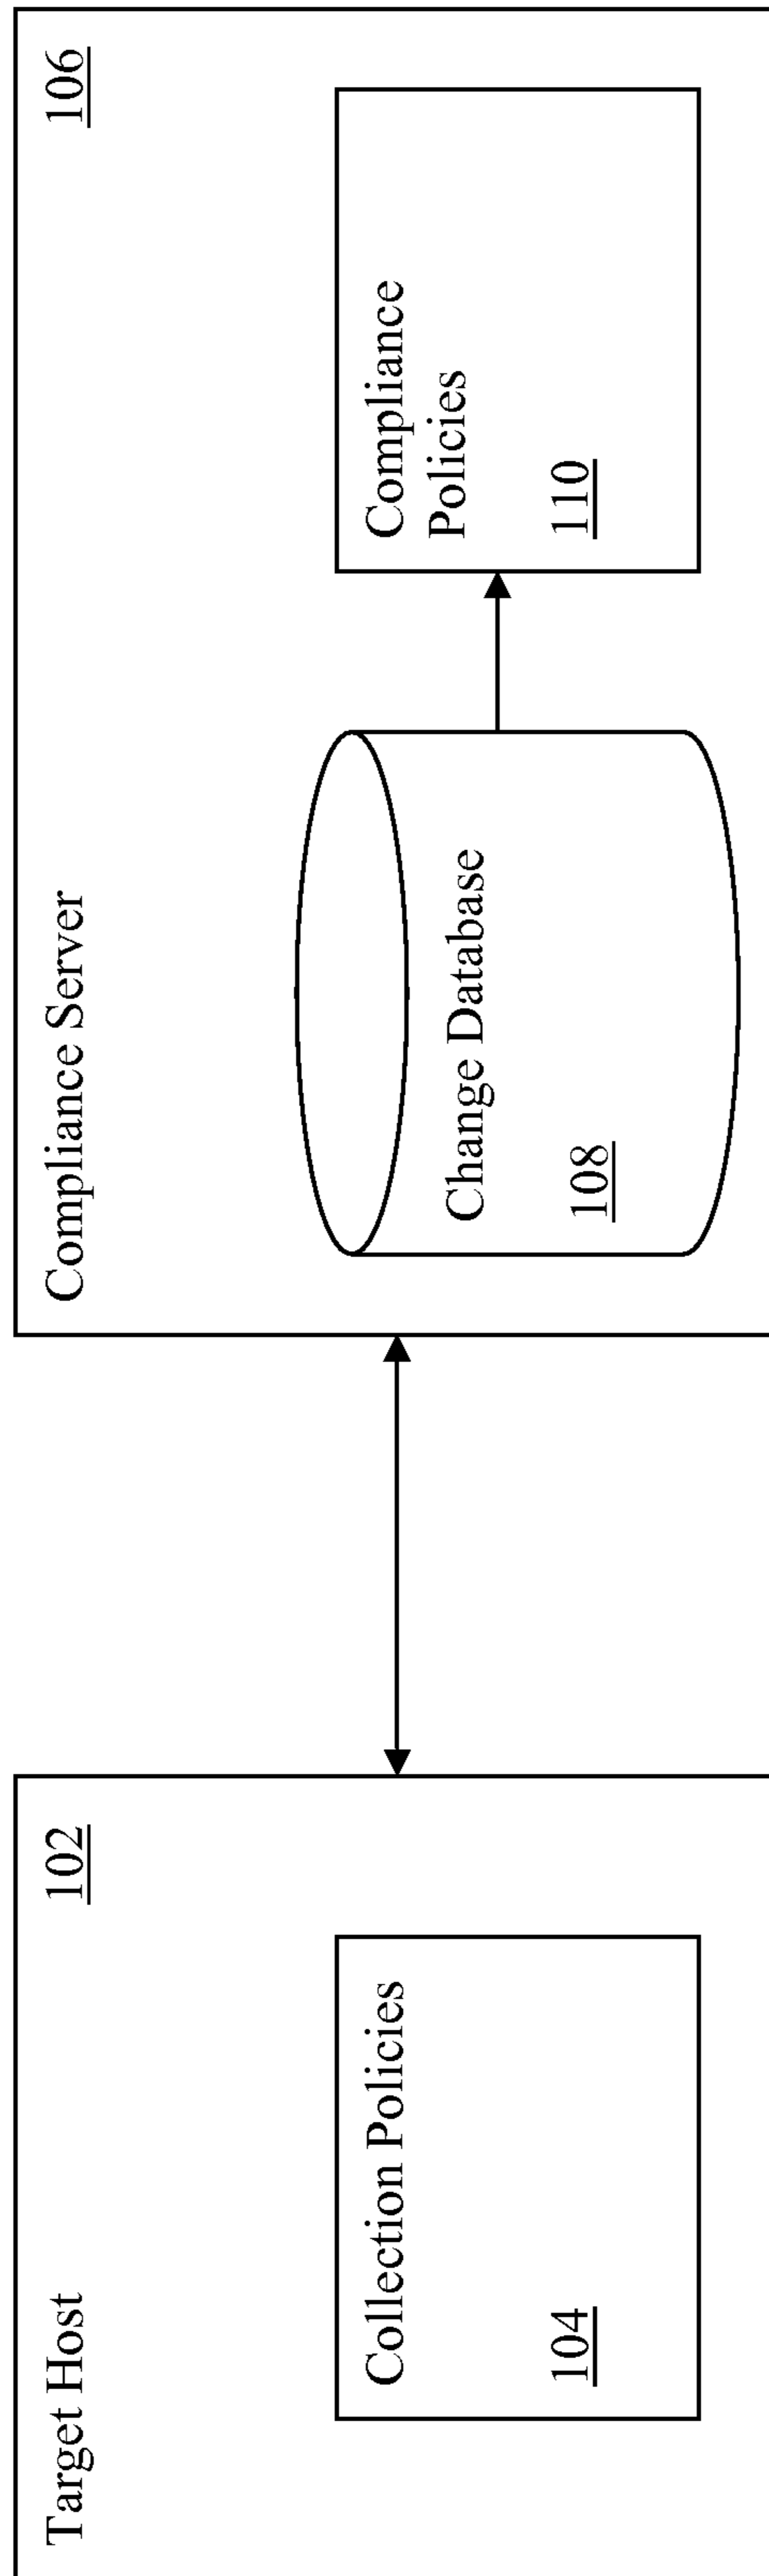 Target Host
102
Collection Policies
104
Compliance Server
106
Change Database
108
Compliance
Policies
110